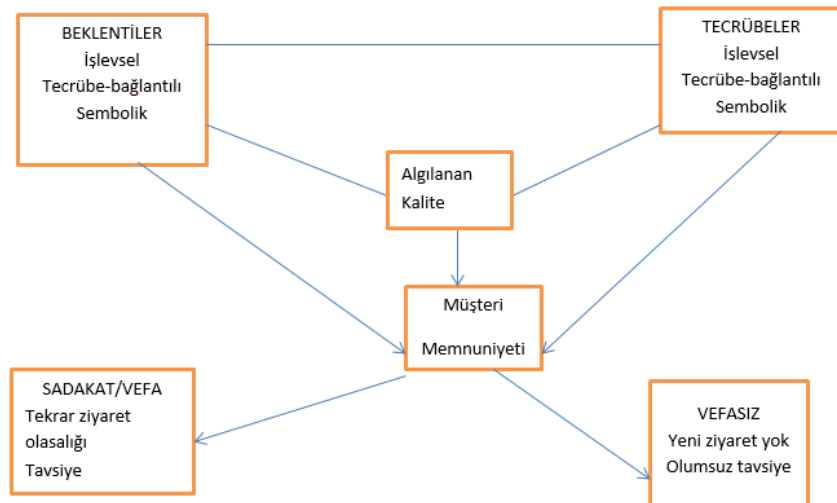 BEKLENTİLER
İşlevsel
Tecrübe-bağlantılı
Sembolik
TECRÜBELER
İşlevsel
Tecrübe-bağlantılı
Sembolik
Algılanan
Kalite
Müşteri
Memnuniyeti
SADAKAT/VEFA
Tekrar ziyaret
olasalığı
Tavsiye
VEFASIZ
Yeni ziyaret yok
Olumsuz tavsiye